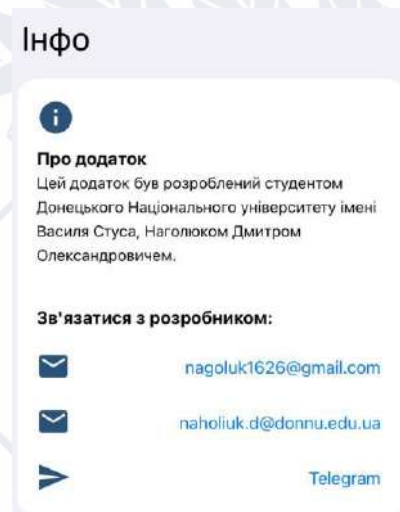 Інфо
Про додаток
Цей додаток був розроблений студентом
Донецького Національного університету імені
Василя Стуса, Наголюком Дмитром
Олександровичем.
Зв'язатися з розробником:
nagoluk1626@gmail.com
naholiuk.d@donnu.edu.ua
Telegram